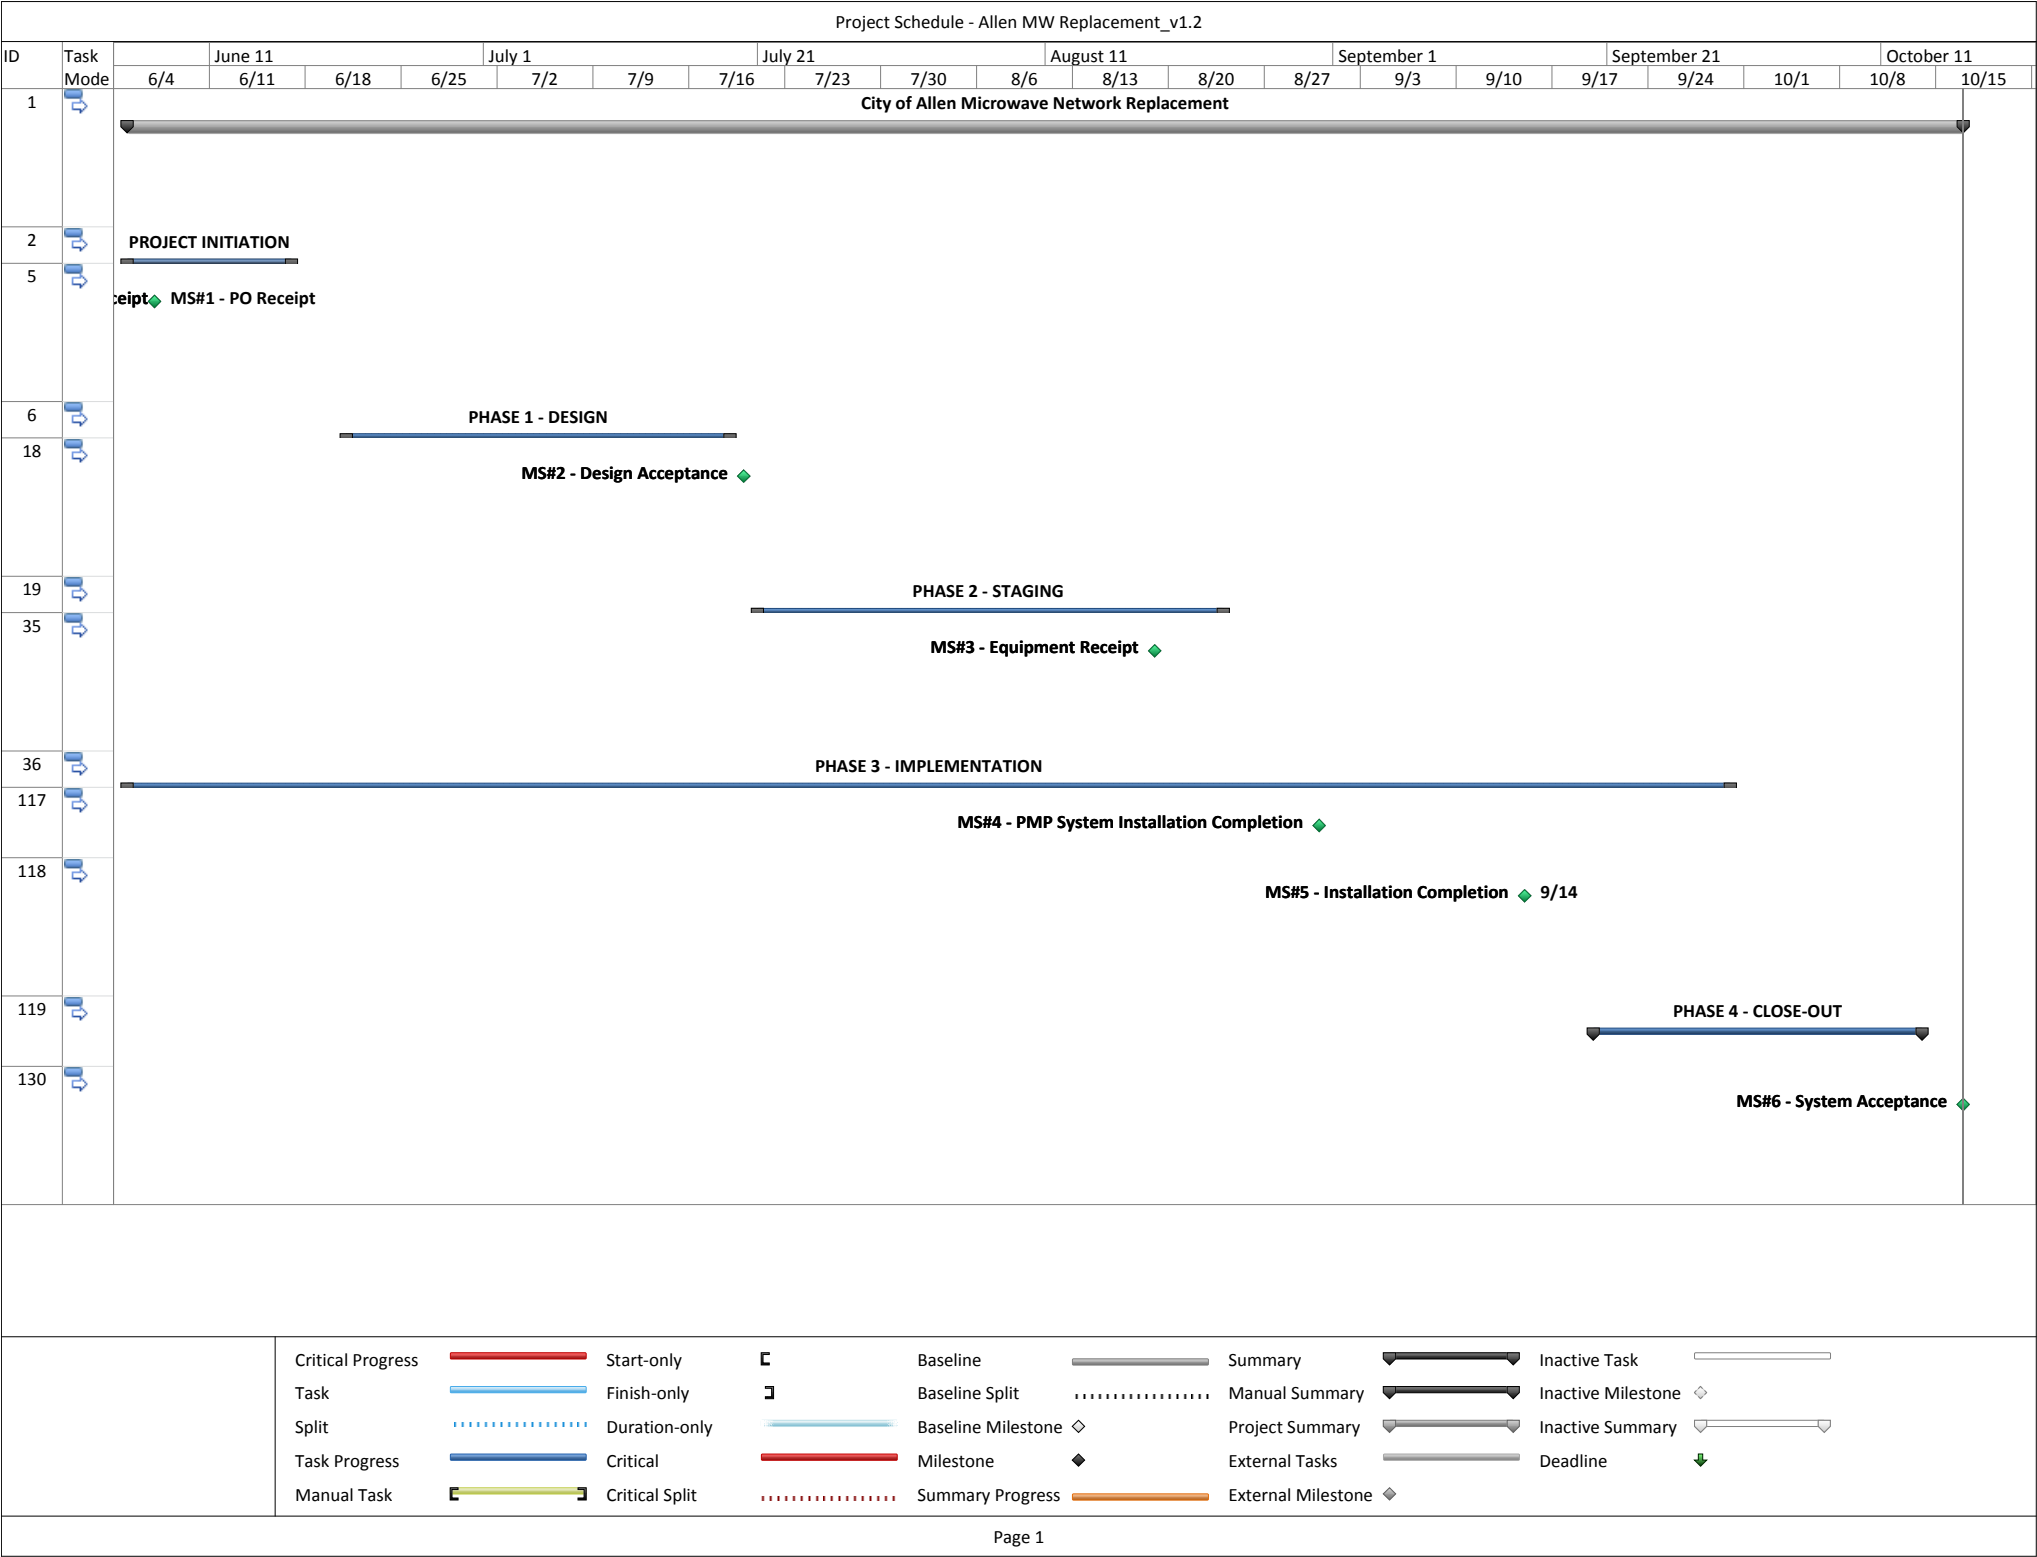 Project Schedule - Allen MW Replacement_v1.2
ID Task Mode June 11 July 1 July 21 August 11 September 1 September 21 October 11
6/4 6/11 6/18 6/25 7/2 7/9 7/16 7/23 7/30 8/6 8/13 8/20 8/27 9/3 9/10 9/17 9/24 10/1 10/8 10/15
1 City of Allen Microwave Network Replacement
2 PROJECT INITIATION
5
ceipt MS#1 - PO Receipt
6 PHASE 1 - DESIGN
18
MS#2 - Design Acceptance
19 PHASE 2 - STAGING
35
MS#3 - Equipment Receipt
36 PHASE 3 - IMPLEMENTATION
117
MS#4 - PMP System Installation Completion
118
MS#5 - Installation Completion 9/14
119 PHASE 4 - CLOSE-OUT
130
MS#6 - System Acceptance
Critical Progress Start-only Baseline Summary Inactive Task
Task Finish-only Baseline Split Manual Summary Inactive Milestone
Split Duration-only Baseline Milestone Project Summary Inactive Summary
Task Progress Critical Milestone External Tasks Deadline
Manual Task Critical Split Summary Progress External Milestone
Page 1